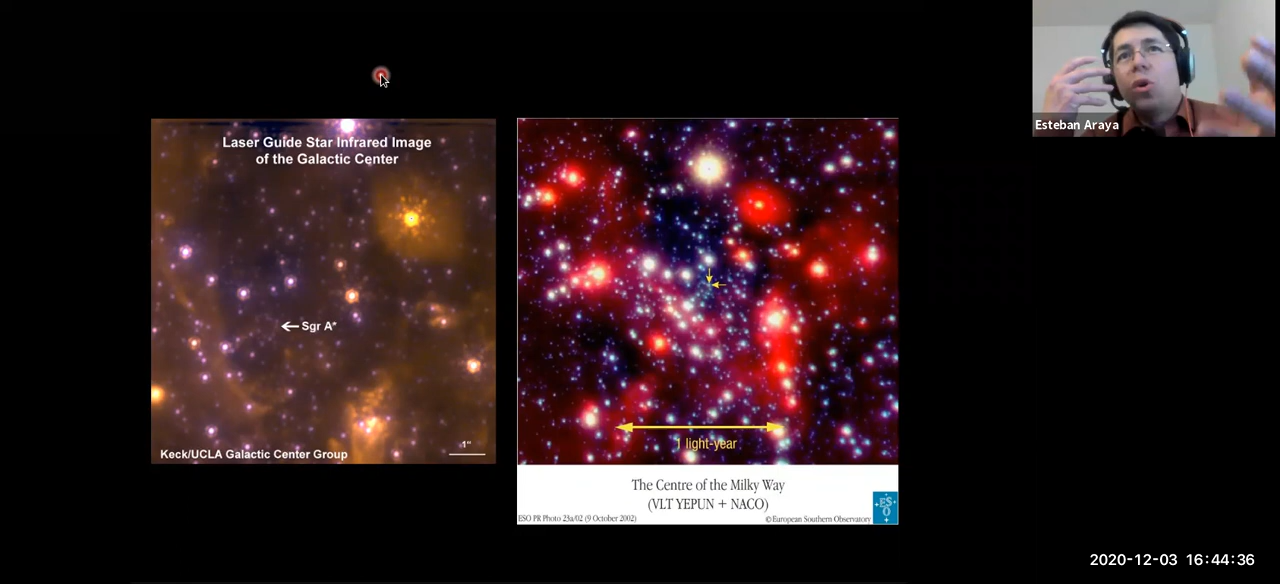 Laser Guide Star Infrared Image
of the Galactic Center
Sgr A*
1"
Keck/UCLA Galactic Center Group
1 light-year
The Centre of the Milky Way
(VLT YEPUN + NACO)
ESO PR Photo 23a/02 (9 October 2002)
© European Southern Observatory
ESO
Esteban Araya
2020-12-03 16:44:36